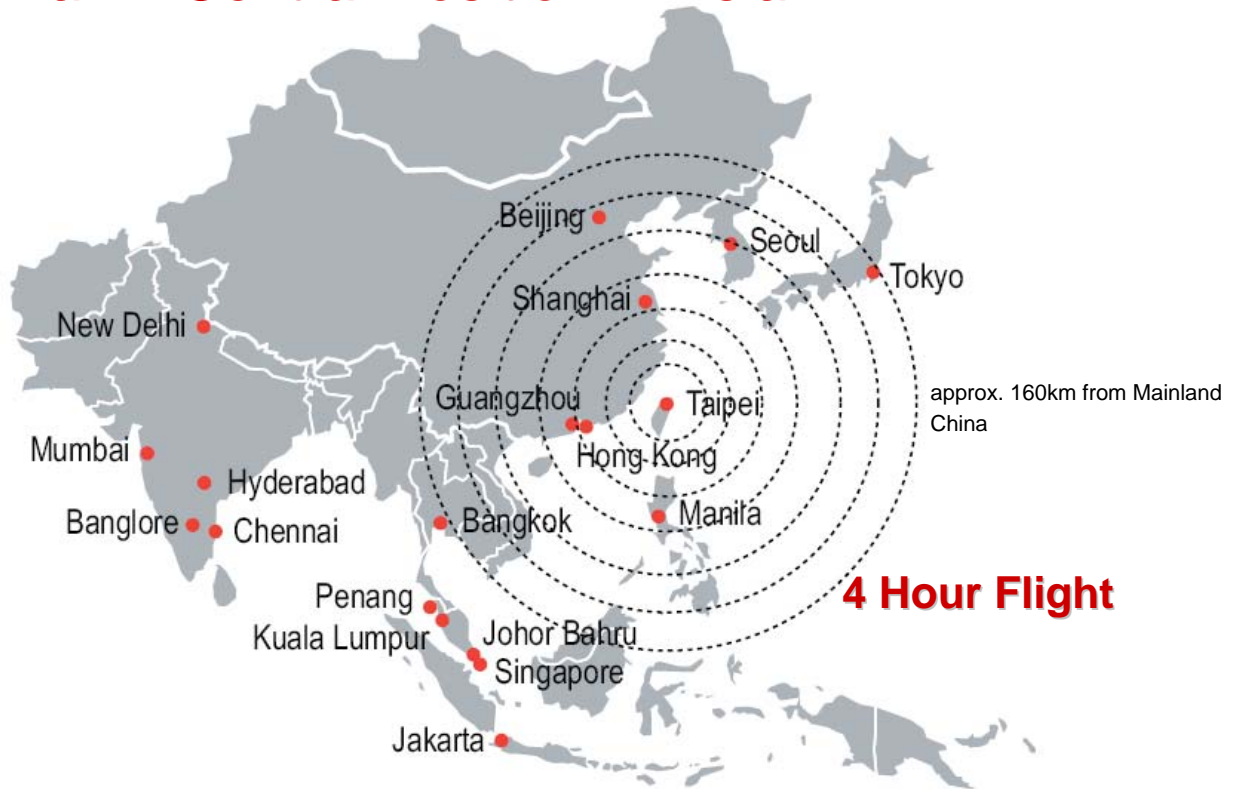 Beijing
Seoul
Tokyo
Shanghai
New Delhi
approx. 160km from Mainland
China
Guangzhou
Taipei
Hong Kong
Mumbai
Hyderabad
Banglore
Chennai
Bangkok
Manila
4 Hour Flight
Penang
Kuala Lumpur
Johor Bahru
Singapore
Jakarta